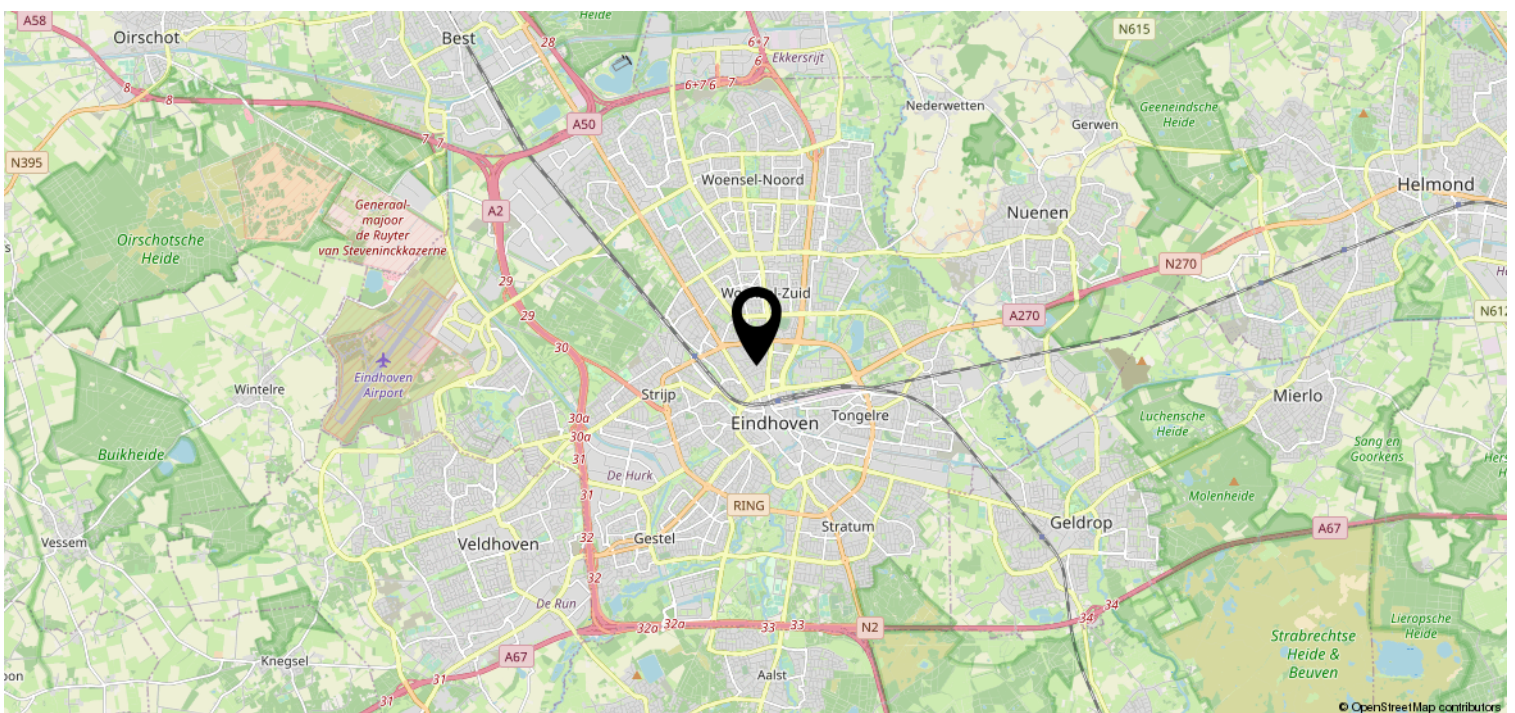 A58
Oirschot
Best
Heide
28
6+7
6
Ekkersrijt
N615
8
8
6+7 6
7
Nederwetten
Geeneindsche
Heide
7 7
A50
Gerwen
N395
Woensel-Noord
Helmond
Generaal-
majoor
de Ruyter
van Steveninckkazerne
A2
Nuenen
Oirschotsche
Heide
N270
29
29
A270
N612
30
Eindhoven
Airport
Wintelre
Strijp
Mierlo
Tongelre
Eindhoven
Luchensche
Heide
30a
30a
31
Buikheide
De Hurk
Sang en
Goorkens
31
RING
Molenheide
Stratum
Geldrop
A67
Vessem
Veldhoven
32
Gestel
32
De Run
34
34
32a 32a
33 33
N2
Lieropsche
Heide
Strabrechtse
Heide &
Beuven
A67
Knegsel
31
31
Aalst
© OpenStreetMap contributors